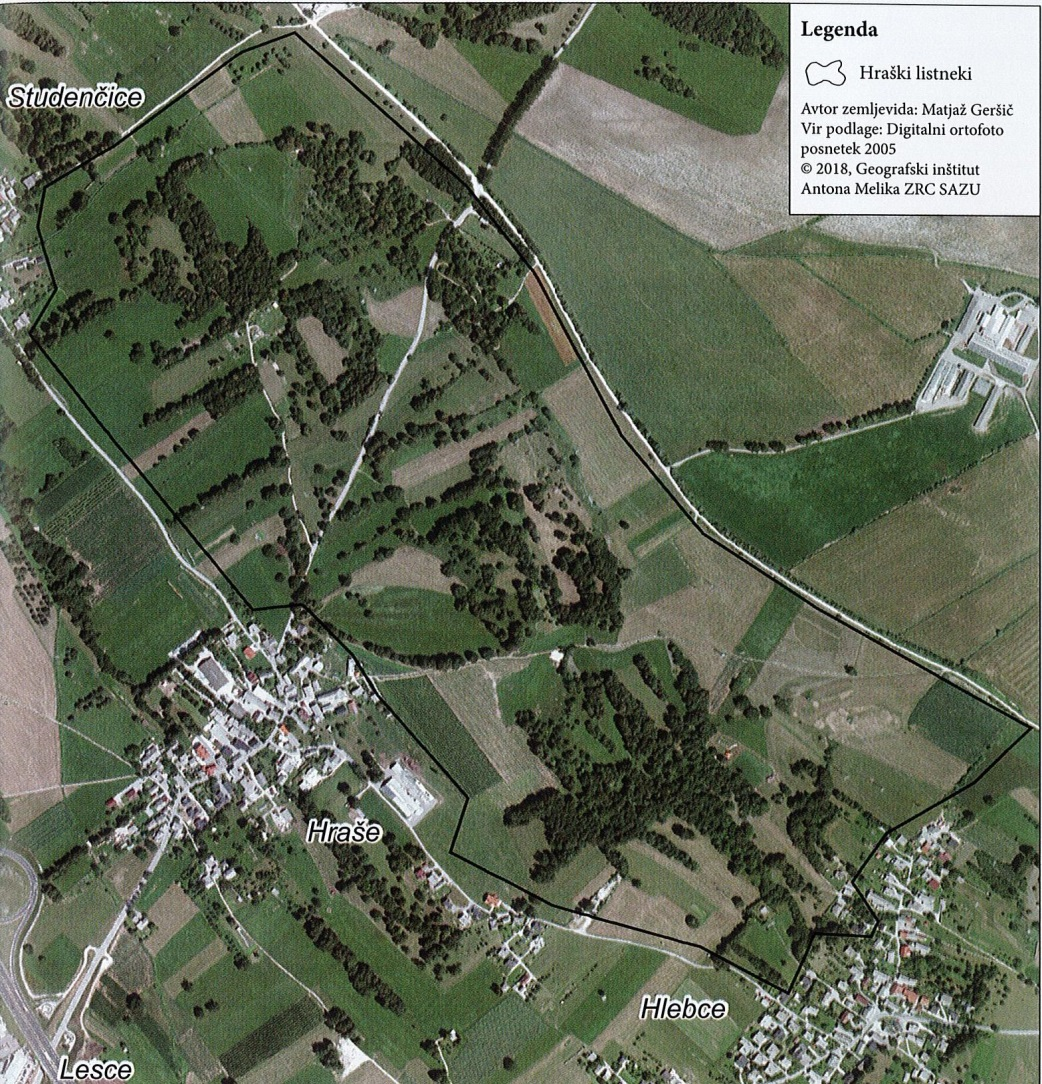 Legenda
Hraški listneki
Avtor zemljevida: Matjaž Geršič
Vir podlage: Digitalni ortofoto
posnetek 2005
© 2018, Geografski inštitut
Antona Melika ZRC SAZU
Studenčice
Hraše
Hlebce
Lesce